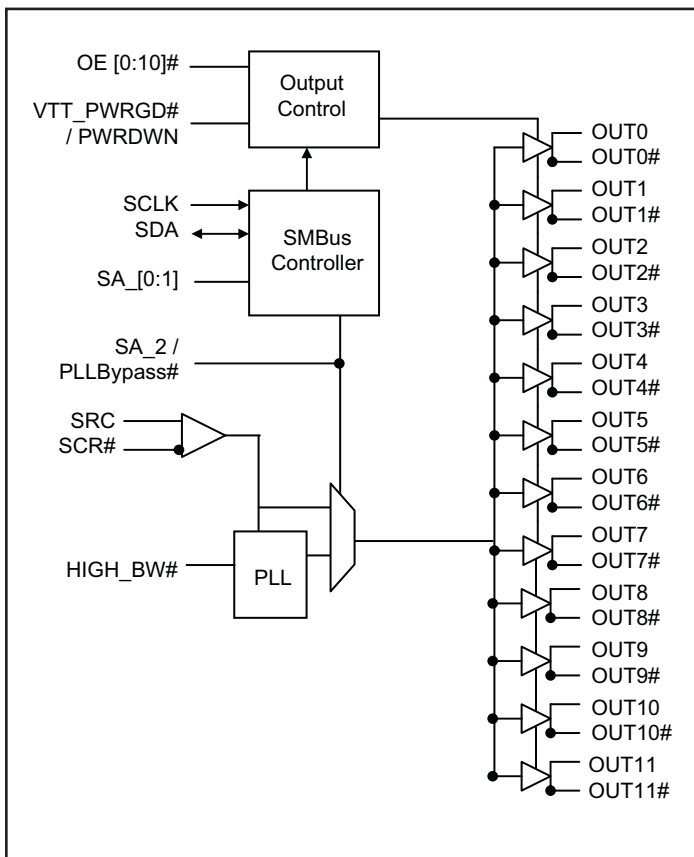 OE [0:10]#
VTT_PWRGD#
/ PWRDWN
Output
Control
SCLK
SDA
SA_[0:1]
SMBus
Controller
SA_2 /
PLLBypass#
SRC
SCR#
HIGH_BW#
PLL
OUT0
OUT0#
OUT1
OUT1#
OUT2
OUT2#
OUT3
OUT3#
OUT4
OUT4#
OUT5
OUT5#
OUT6
OUT6#
OUT7
OUT7#
OUT8
OUT8#
OUT9
OUT9#
OUT10
OUT10#
OUT11
OUT11#